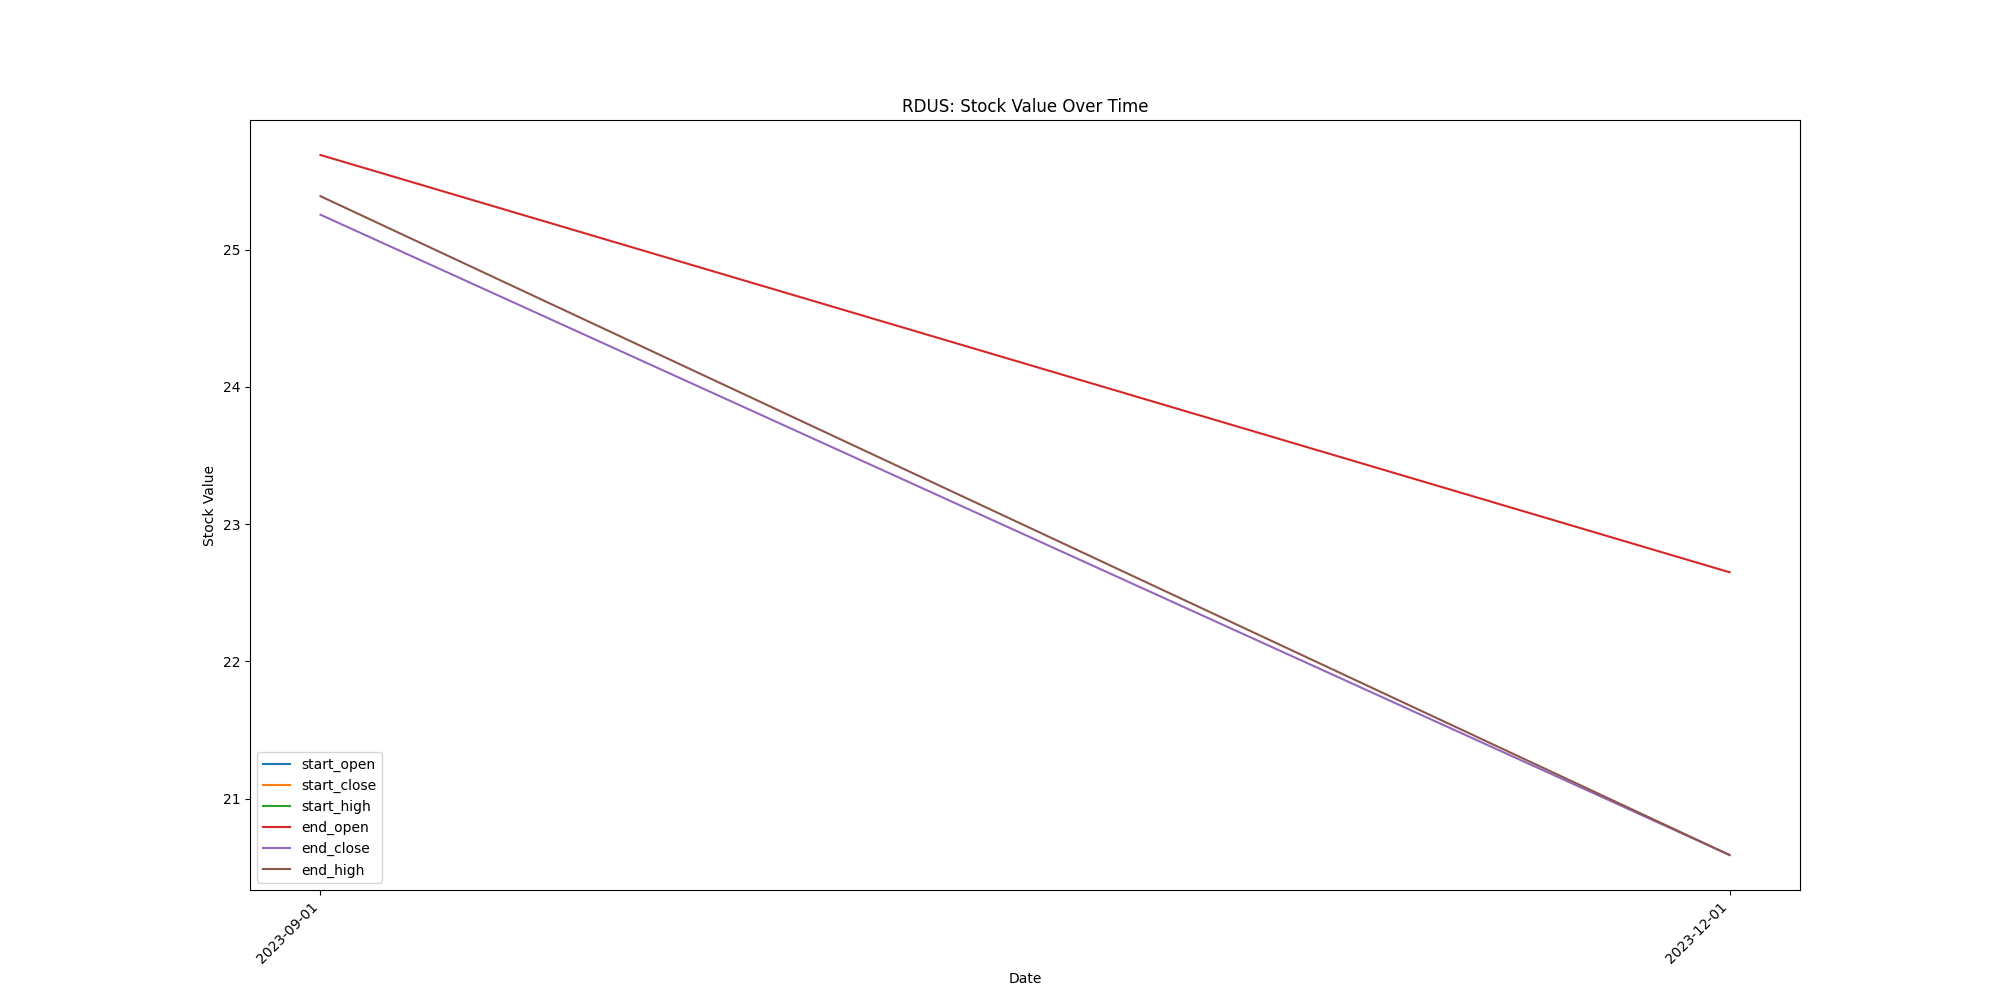 RDUS: Stock Value Over Time
Stock Value
25
24
23
22
21
start_open
start_close
start_high
end_open
end_close
end_high
2023-09-01
2023-12-01
Date